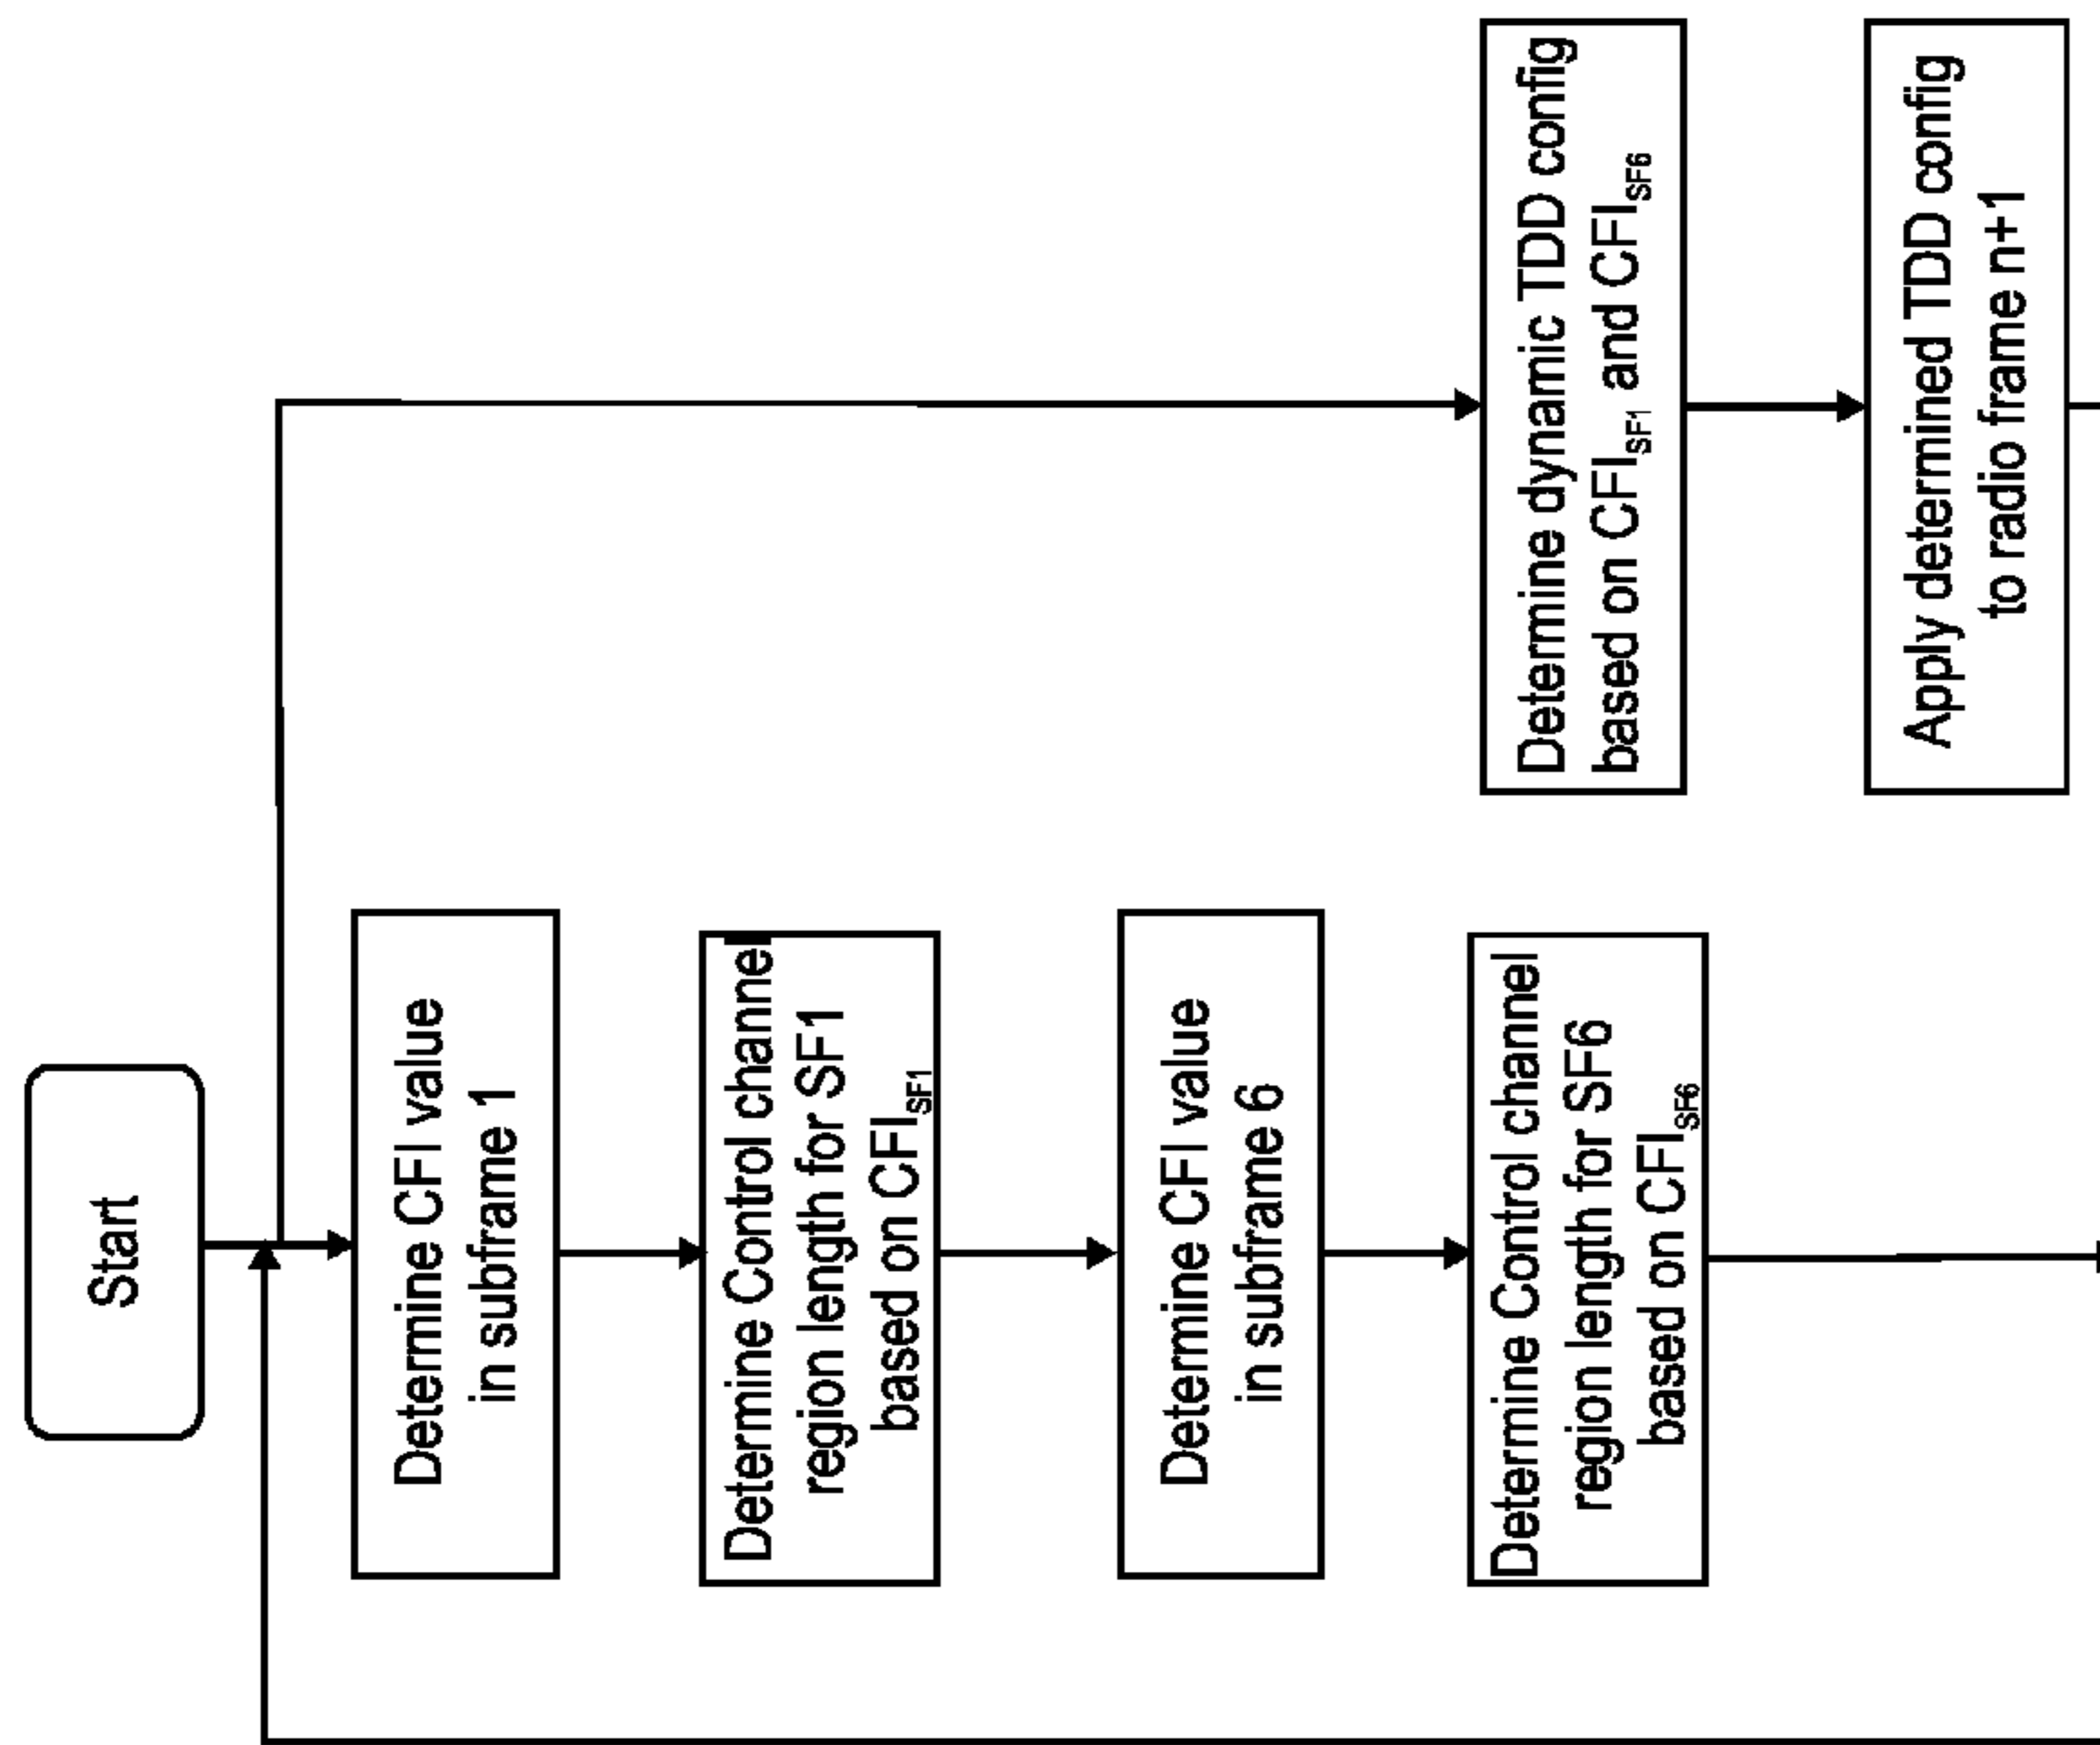 Start
Determine CFI value
in subframe 1
Determine Control channel
region length for SF1
based on CFI_SF1
Determine CFI value
in subframe 6
Determine Control channel
region length for SF6
based on CFI_SF6
Determine dynamic TDD config
based on CFI_SF1 and CFI_SF6
Apply determined TDD config
to radio frame n+1